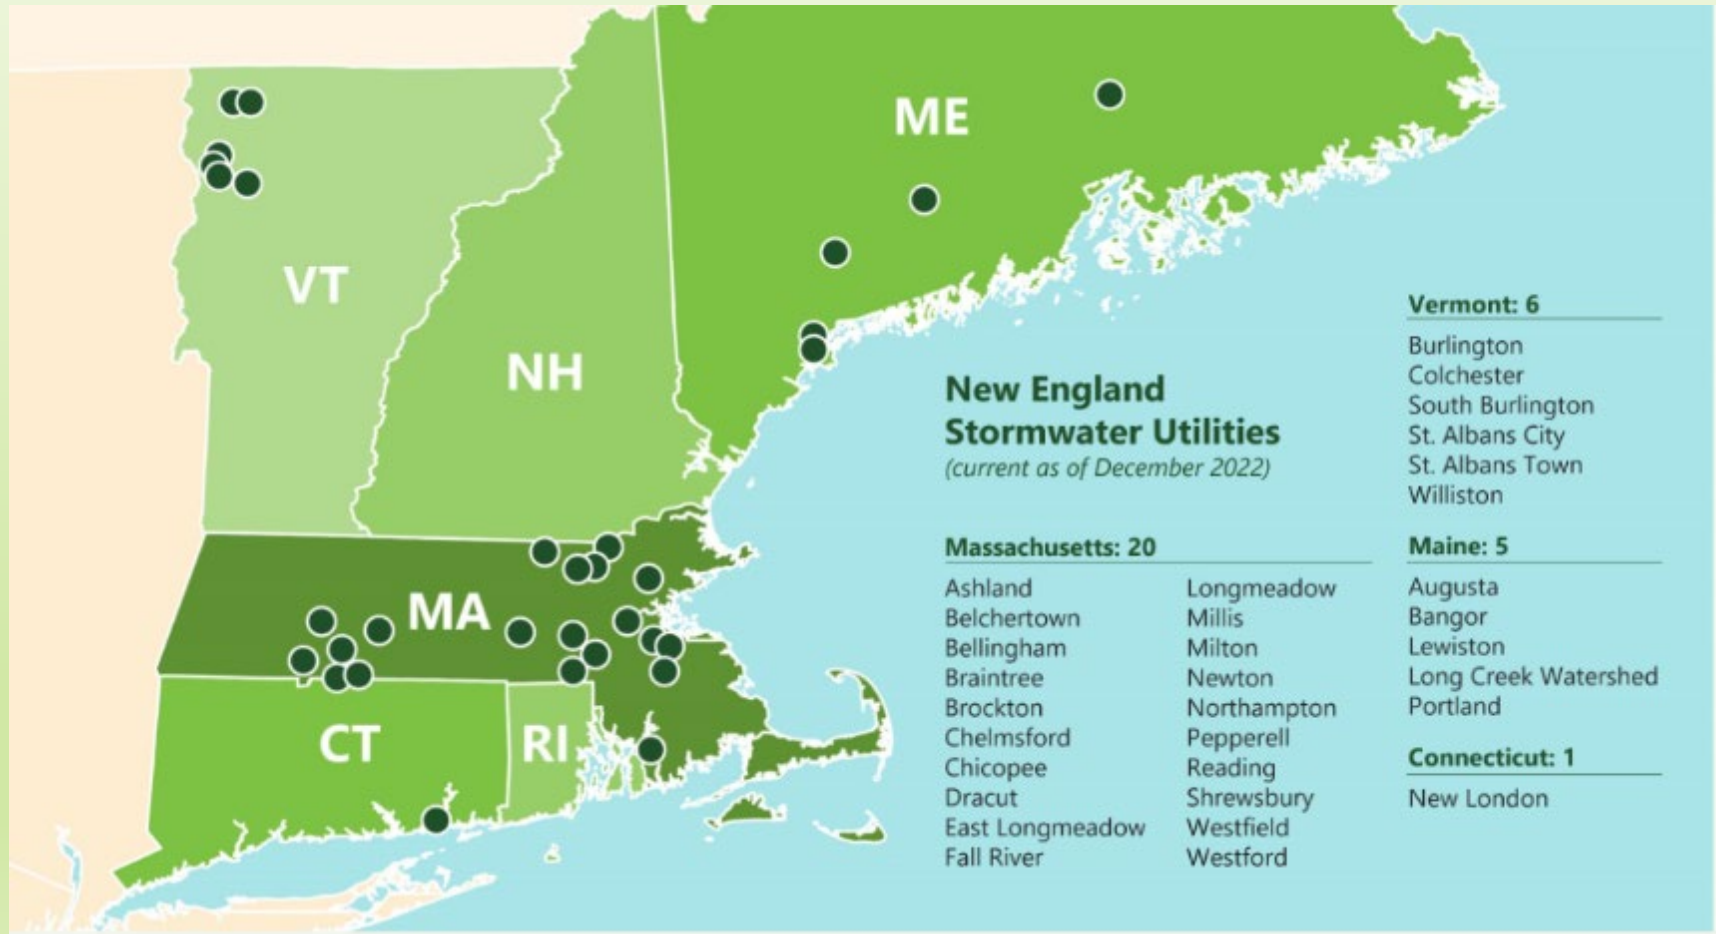 ME
VT
NH
MA
CT
RI
New England
Stormwater Utilities
(current as of December 2022)
Massachusetts: 20
Ashland
Belchertown
Bellingham
Braintree
Brockton
Chelmsford
Chicopee
Dracut
East Longmeadow
Fall River
Longmeadow
Millis
Milton
Newton
Northampton
Pepperell
Reading
Shrewsbury
Westfield
Westford
Vermont: 6
Burlington
Colchester
South Burlington
St. Albans City
St. Albans Town
Williston
Maine: 5
Augusta
Bangor
Lewiston
Long Creek Watershed
Portland
Connecticut: 1
New London